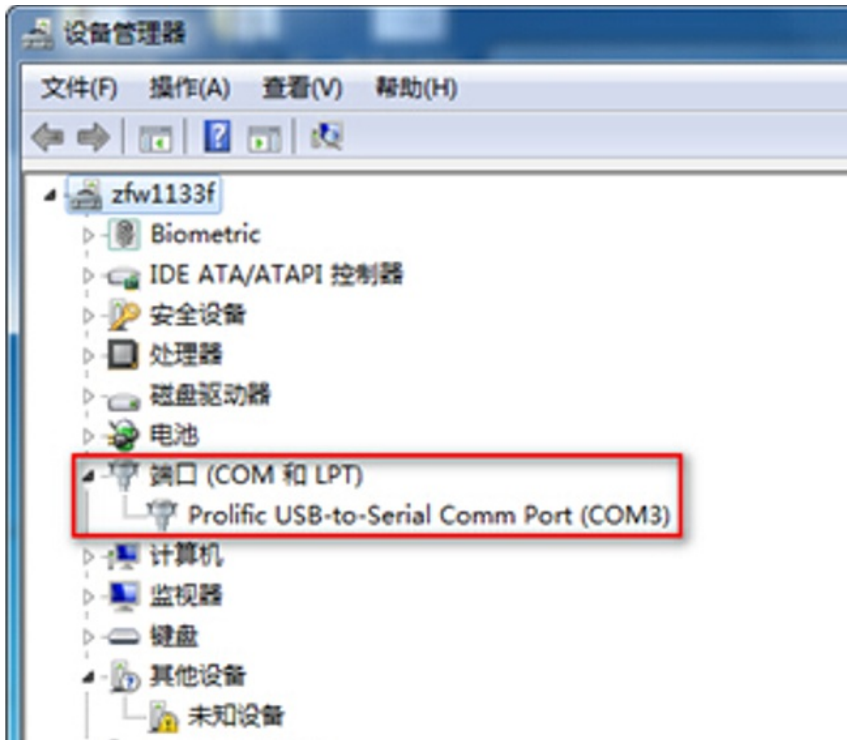 设备管理器
文件(F) 操作(A) 查看(V) 帮助(H)
zfw1133f
Biometric
IDE ATA/ATAPI 控制器
安全设备
处理器
磁盘驱动器
电池
端口 (COM 和 LPT)
Prolific USB-to-Serial Comm Port (COM3)
计算机
监视器
键盘
其他设备
未知设备